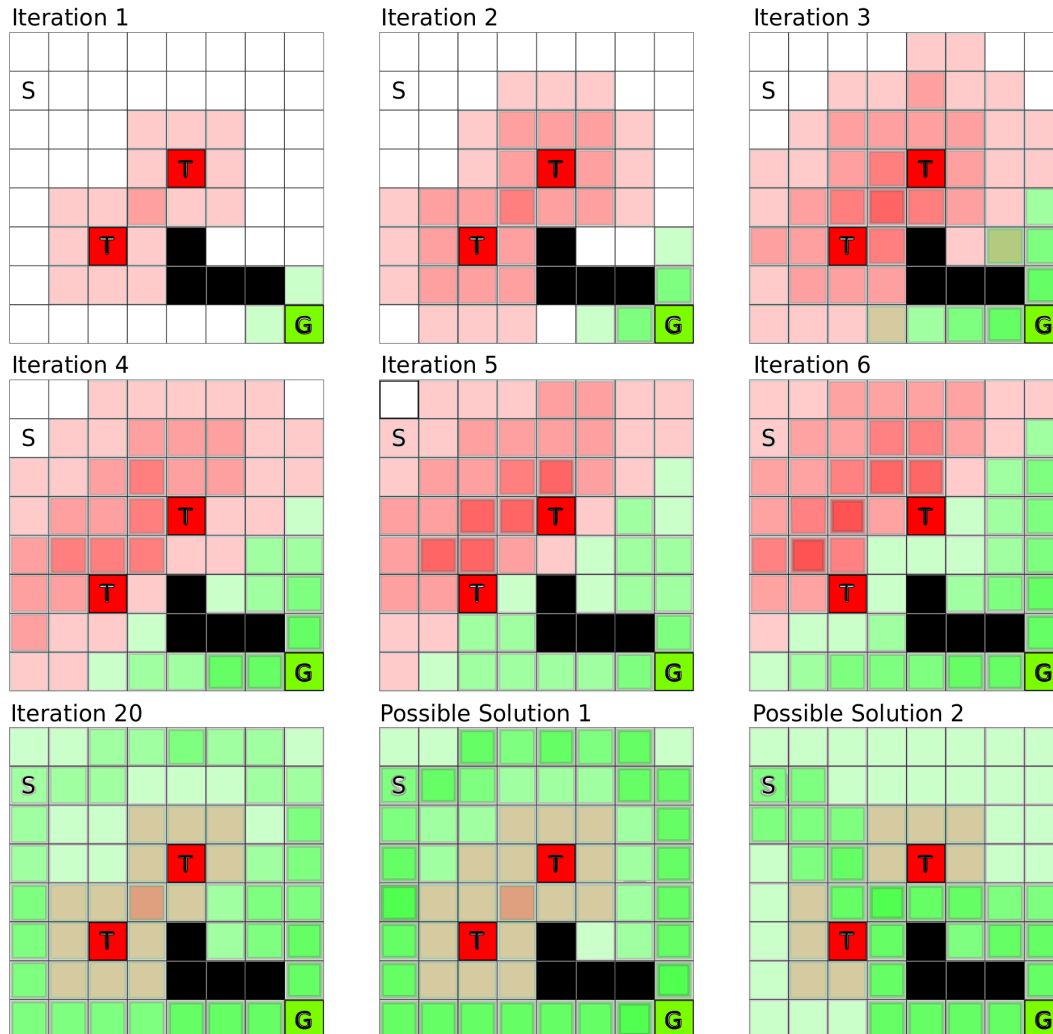 Iteration 1 Iteration 2 Iteration 3
S S S
T T T
T T T
G G G
Iteration 4 Iteration 5 Iteration 6
S S S
T T T
T T T
G G G
Iteration 20 Possible Solution 1 Possible Solution 2
S S S
T T T
T T T
G G G